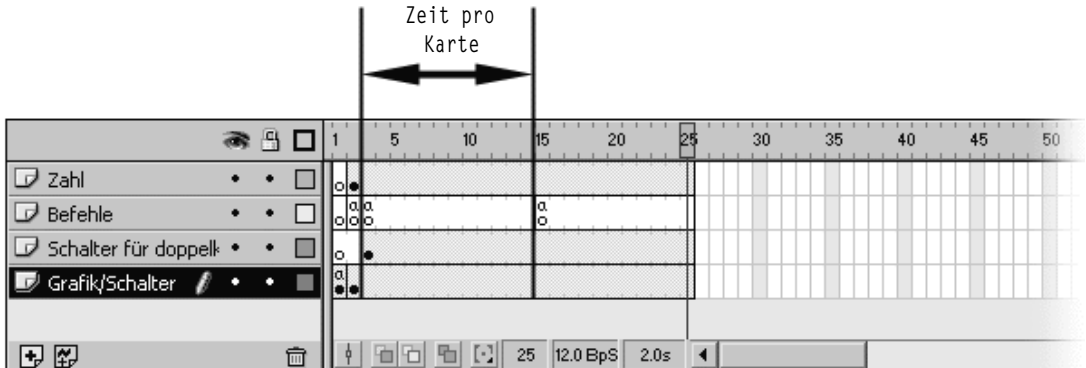 Zeit pro
Karte
1 5 10 15 20 25 30 35 40 45 50
Zahl
a a
Befehle a
Schalter für doppelk
a
Grafik/Schalter
25 12.0 BpS 2.0s